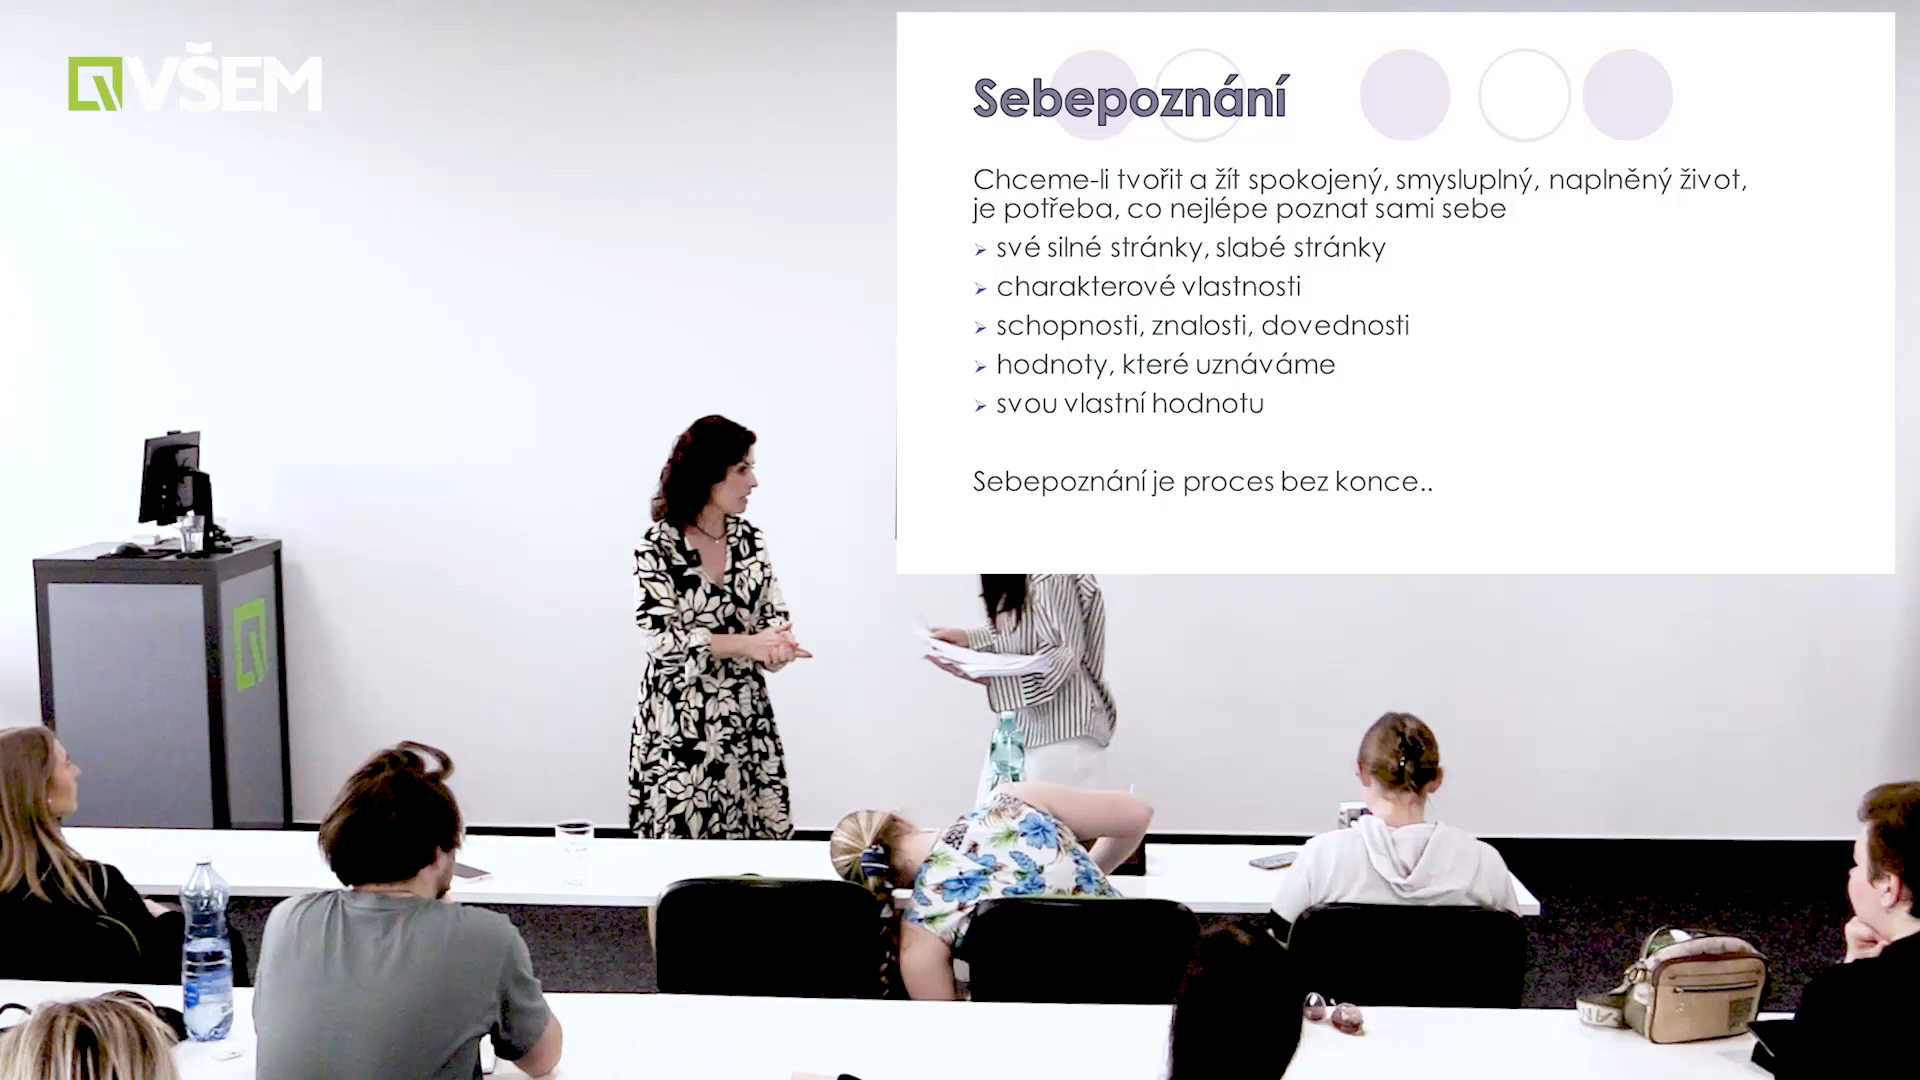 VŠEM
Sebepoznání
Chceme-li tvořit a žít spokojený, smysluplný, naplněný život,
je potřeba, co nejlépe poznat sami sebe
své silné stránky, slabé stránky
charakterové vlastnosti
schopnosti, znalosti, dovednosti
hodnoty, které uznáváme
svou vlastní hodnotu
Sebepoznání je proces bez konce..